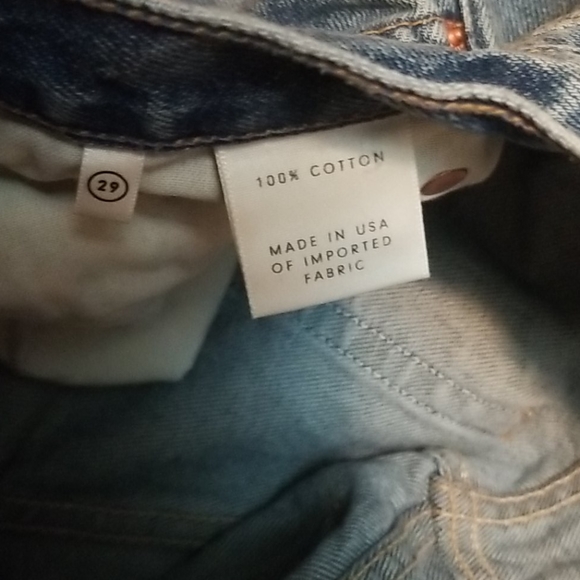 29
100% COTTON
MADE IN USA
OF IMPORTED
FABRIC